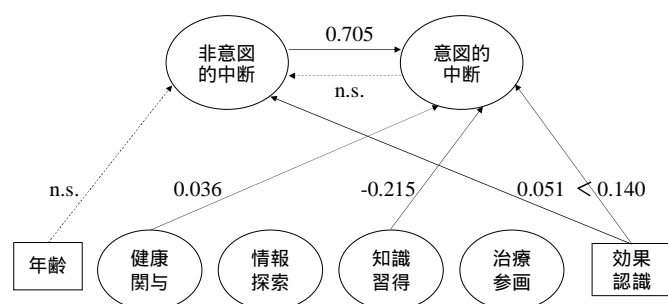 0.705
非意図
的中断
意図的
中断
n.s.
n.s.
0.036
-0.215
0.051 < 0.140
年齢
健康
関与
情報
探索
知識
習得
治療
参画
効果
認識